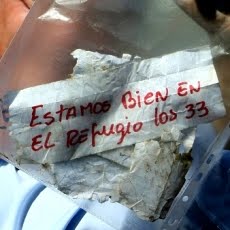 ESTAMOS BiEN EN
EL REfUGIO los 33